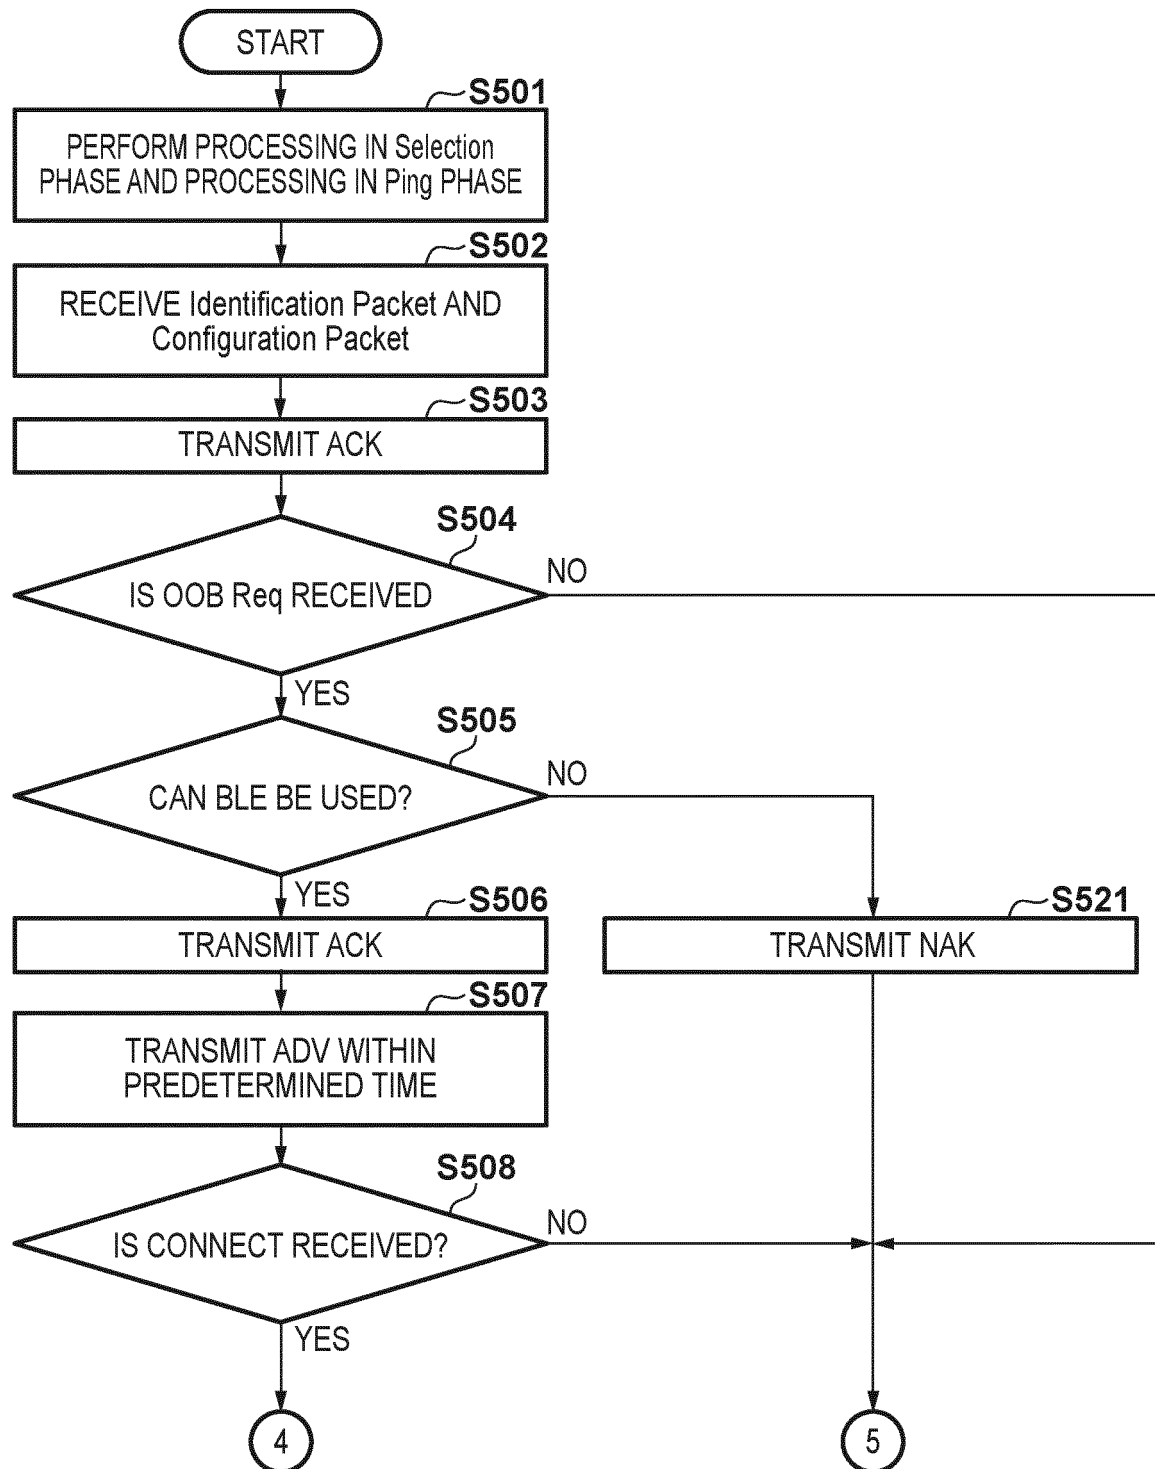 START
S501
PERFORM PROCESSING IN Selection
PHASE AND PROCESSING IN Ping PHASE
S502
RECEIVE Identification Packet AND
Configuration Packet
S503
TRANSMIT ACK
S504
IS OOB Req RECEIVED
NO
YES
S505
CAN BLE BE USED?
NO
YES
S506
TRANSMIT ACK
S521
TRANSMIT NAK
S507
TRANSMIT ADV WITHIN
PREDETERMINED TIME
S508
IS CONNECT RECEIVED?
NO
YES
4
5